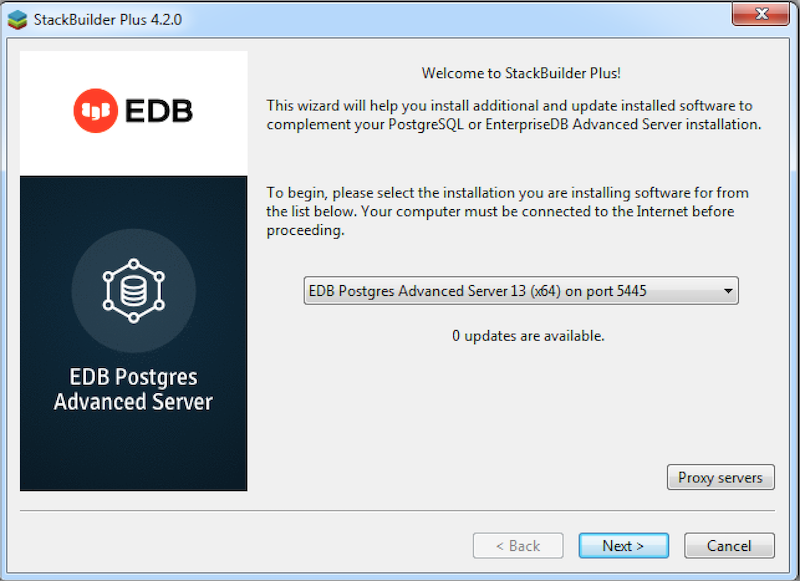 StackBuilder Plus 4.2.0
EDB
EDB Postgres
Advanced Server
Welcome to StackBuilder Plus!
This wizard will help you install additional and update installed software to
complement your PostgreSQL or EnterpriseDB Advanced Server installation.
To begin, please select the installation you are installing software for from
the list below. Your computer must be connected to the Internet before
proceeding.
EDB Postgres Advanced Server 13 (x64) on port 5445
0 updates are available.
Proxy servers
< Back
Next >
Cancel